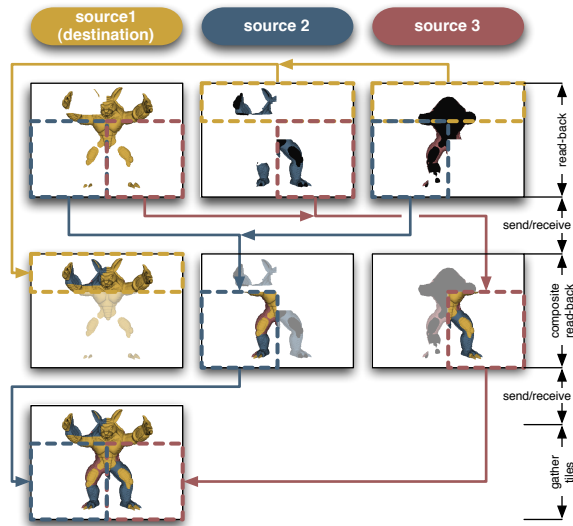 source1
(destination)
source 2
source 3
read-back
send/receive
composite
read-back
send/receive
gather
tiles